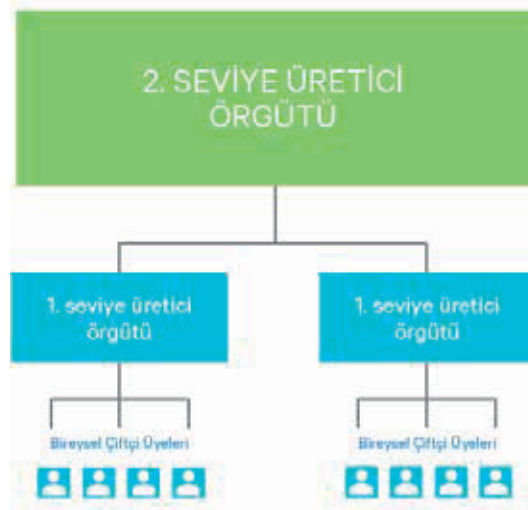 2. SEVİYE ÜRETİCİ
ÖRGÜTÜ
1. seviye üretici
örgütü
1. seviye üretici
örgütü
Bireysel Çiftçi Üyeleri
Bireysel Çiftçi Üyeleri